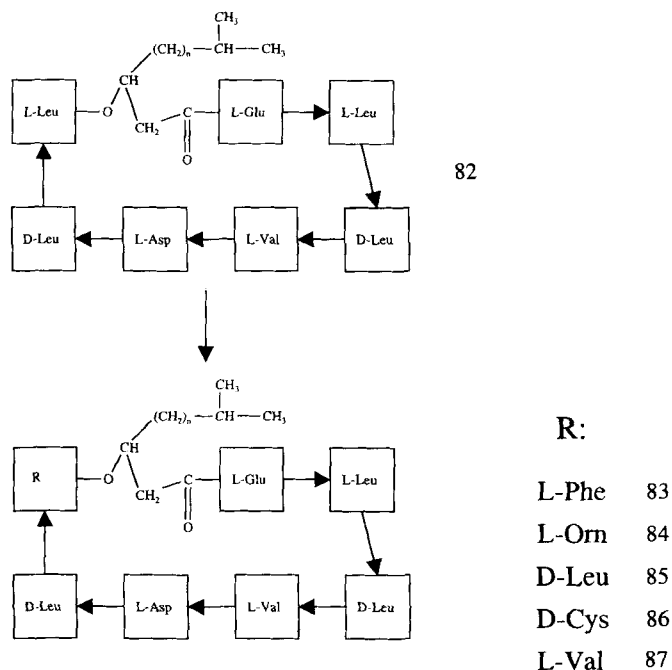 CH₃
(CH₂)ₙ—CH—CH₃
CH
L-Leu O C L-Glu L-Leu
CH₂
O
82
D-Leu L-Asp L-Val D-Leu
CH₃
(CH₂)ₙ—CH—CH₃
CH
R:
R O C L-Glu L-Leu
CH₂
L-Phe 83
O
L-Orn 84
L-Leu
D-Leu 85
D-Leu L-Asp L-Val D-Leu
D-Cys 86
L-Val 87